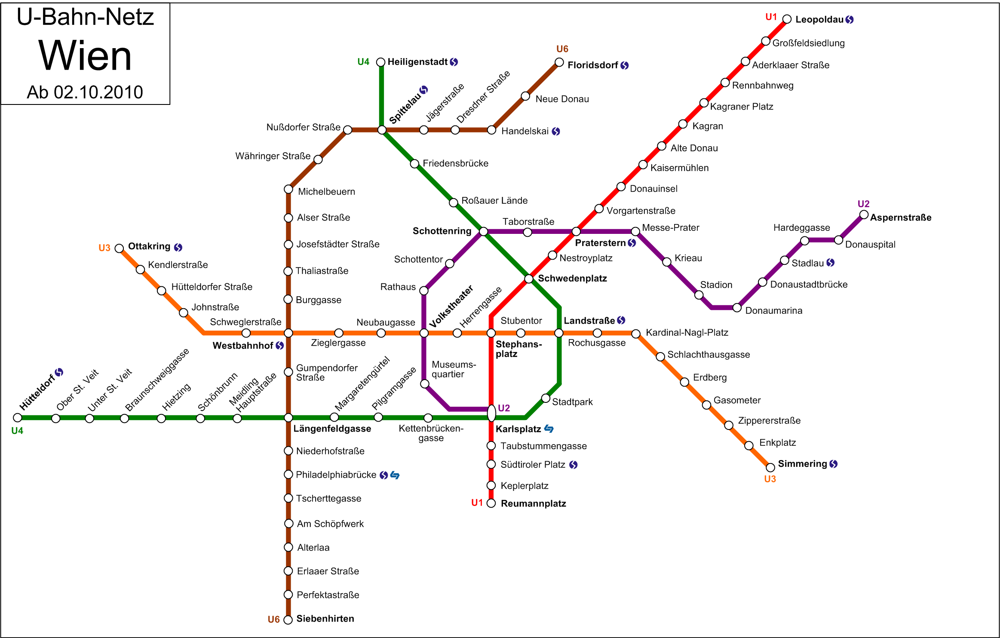 U-Bahn-Netz
Wien
Ab 02.10.2010
U1
Leopoldau
Großfeldsiedlung
Aderklaaer Straße
Rennbahnweg
Kagraner Platz
Kagran
Alte Donau
Kaisermühlen
Donauinsel
Vorgartenstraße
U4
Heiligenstadt
U6
Floridsdorf
Neue Donau
Handelskai
Dresdner Straße
Jägerstraße
Spittelau
Nußdorfer Straße
Währinger Straße
Michelbeuern
Alser Straße
Josefstädter Straße
Thaliastraße
Burggasse
Friedensbrücke
Roßauer Lände
Schottenring
Taborstraße
Praterstern
Messe-Prater
Krieau
Stadion
Donaumarina
Donaustadtbrücke
Stadlau
Hardeggasse
Donauspital
U2
Aspernstraße
Nestroyplatz
Schwedenplatz
Schottentor
Rathaus
Volkstheater
Herrengasse
U3
Ottakring
Kendlerstraße
Hütteldorfer Straße
Johnstraße
Schweglerstraße
Westbahnhof
Zieglergasse
Neubaugasse
Stephans-
platz
Stubentor
Landstraße
Rochusgasse
Kardinal-Nagl-Platz
Schlachthausgasse
Erdberg
Gasometer
Zippererstraße
Enkplatz
Simmering
U3
Museums-
quartier
U2
Stadtpark
Hütteldorf
U4
Ober St. Veit
Unter St. Veit
Braunschweiggasse
Hietzing
Schönbrunn
Meidling
Hauptstraße
Gumpendorfer
Straße
Längenfeldgasse
Margaretengürtel
Pilgramgasse
Kettenbrücken-
gasse
Karlsplatz
Taubstummengasse
Südtiroler Platz
Keplerplatz
U1
Reumannplatz
Niederhofstraße
Philadelphiabrücke
Tscherttegasse
Am Schöpfwerk
Alterlaa
Erlaaer Straße
Perfektastraße
U6
Siebenhirten